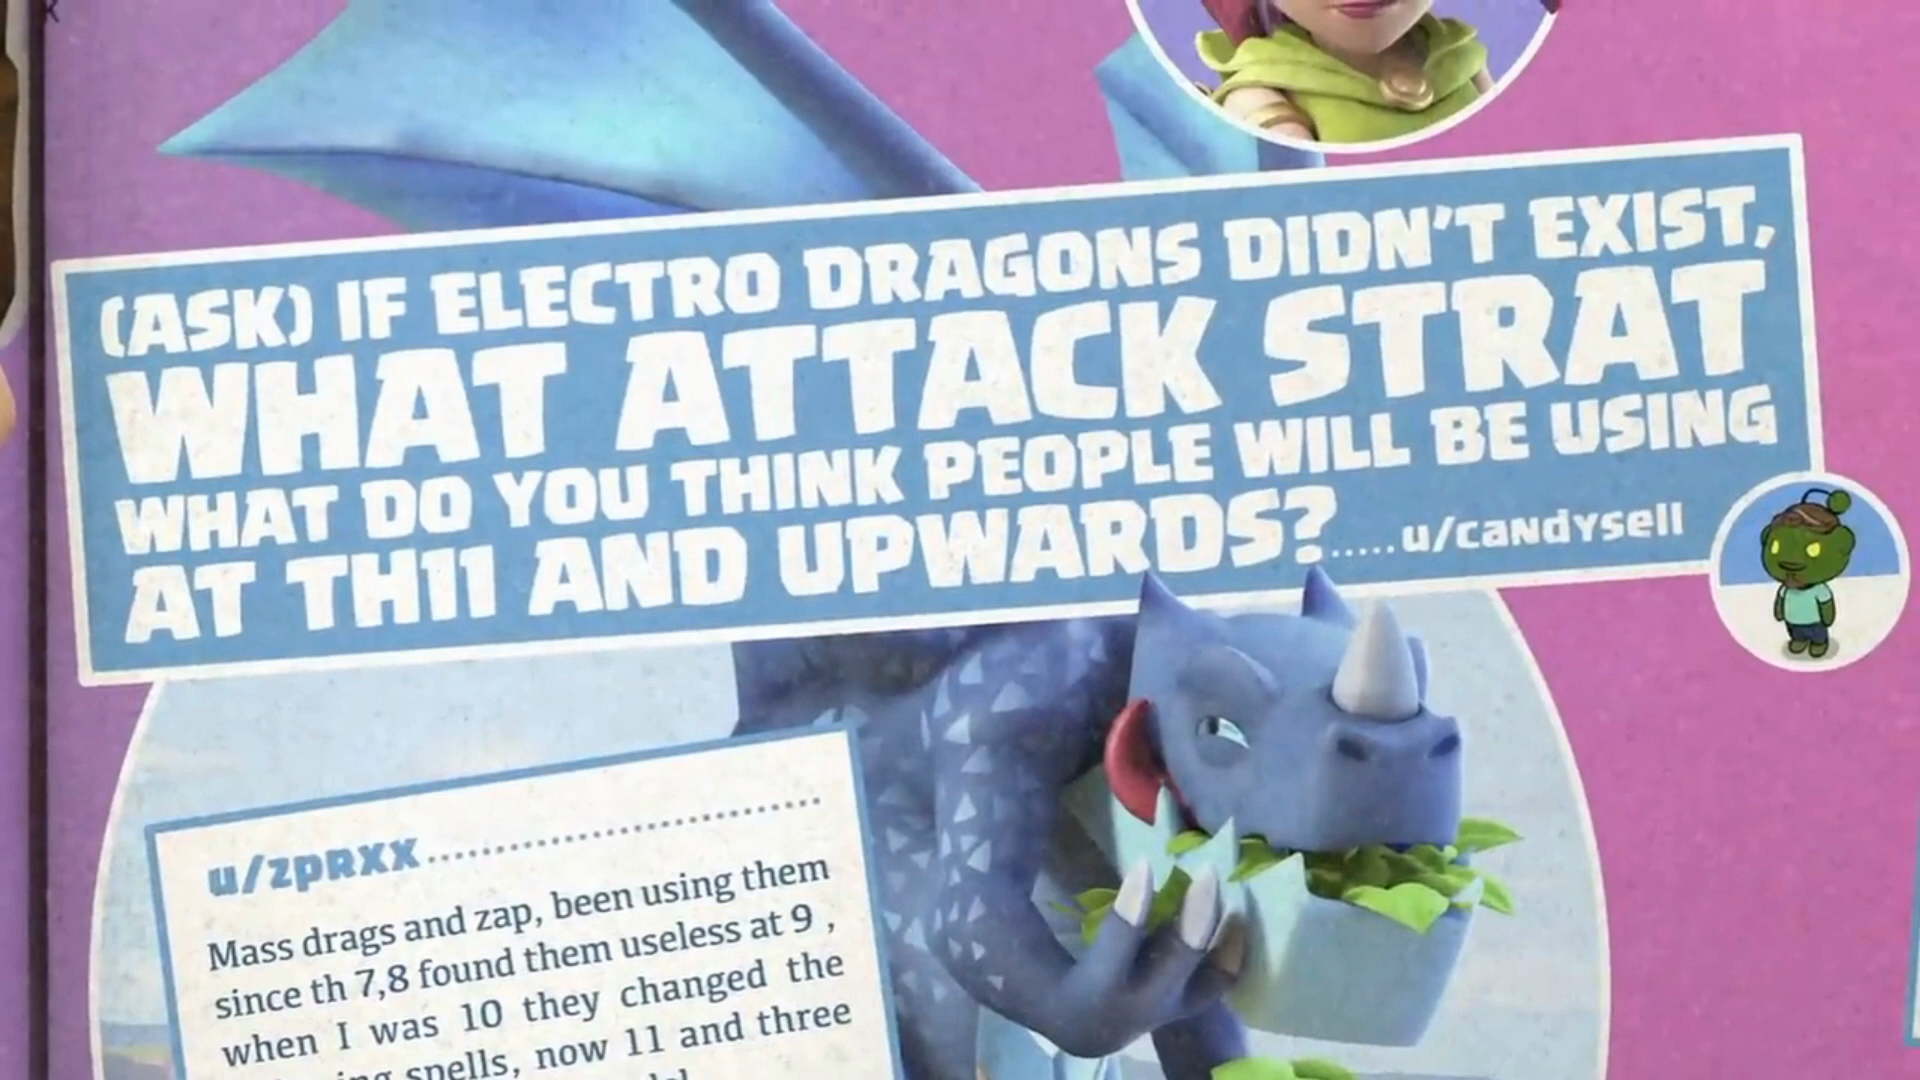 (ASK) IF ELECTRO DRAGONS DIDN'T EXIST,
WHAT ATTACK STRAT
WHAT DO YOU THINK PEOPLE WILL BE USING
AT TH11 AND UPWARDS?.....u/candysell
u/zprxx
Mass drags and zap, been using them
since th 7,8 found them useless at 9 ,
when I was 10 they changed the
spells, now 11 and three